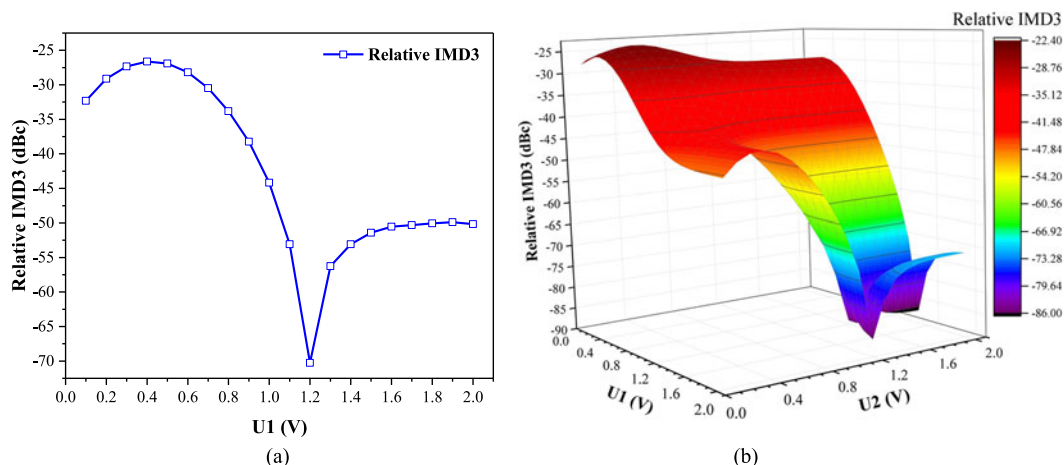 (a)
Relative IMD3
Relative IMD3 (dBc)
-25
-30
-35
-40
-45
-50
-55
-60
-65
-70
0.0 0.2 0.4 0.6 0.8 1.0 1.2 1.4 1.6 1.8 2.0
U1 (V)
(a)
(b)
Relative IMD3
-22.40
-28.76
-35.12
-41.48
-47.84
-54.20
-60.56
-66.92
-73.28
-79.64
-86.00
Relative IMD3 (dBc)
-25
-30
-35
-40
-45
-50
-55
-60
-65
-70
-75
-80
-85
-90
0.0 0.4 0.8 1.2 1.6 2.0
U1 (V)
0.0 0.4 0.8 1.2 1.6 2.0
U2 (V)
(b)